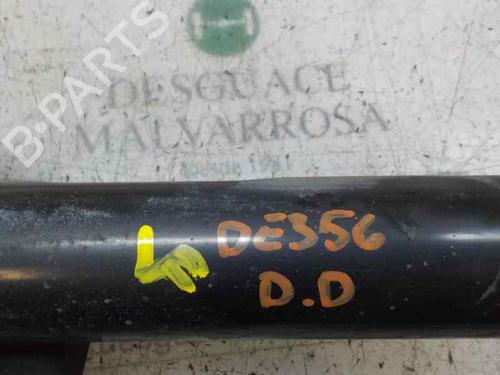 DESGUACE
MALVARROSA
B-PARTS
DE356
D.D